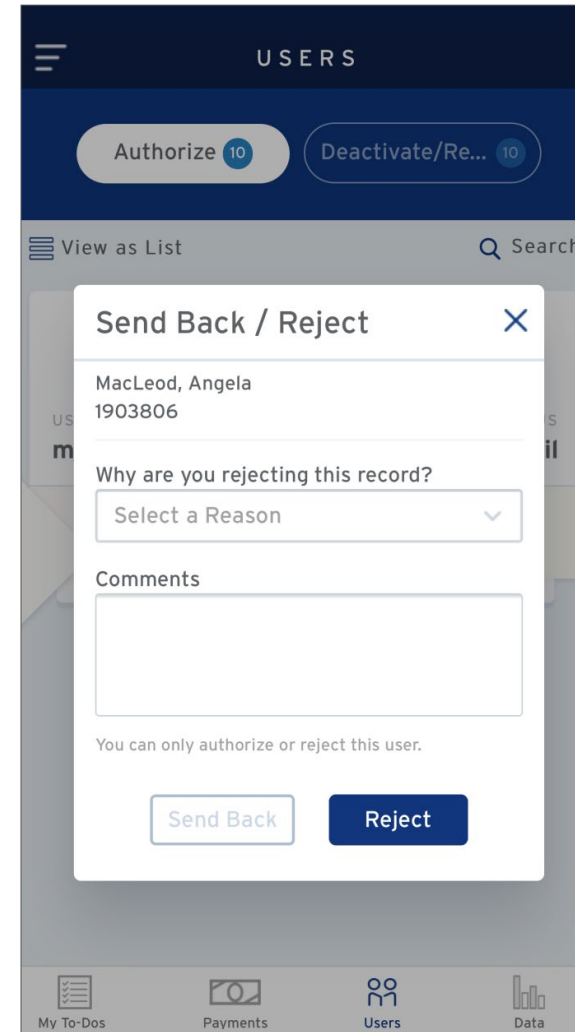 USERS
Authorize 10
Deactivate/Re... 10
View as List
Search
Send Back / Reject
MacLeod, Angela
1903806
US
S
m
il
Why are you rejecting this record?
Select a Reason
Comments
You can only authorize or reject this user.
Send Back
Reject
My To-Dos
Payments
Users
Data